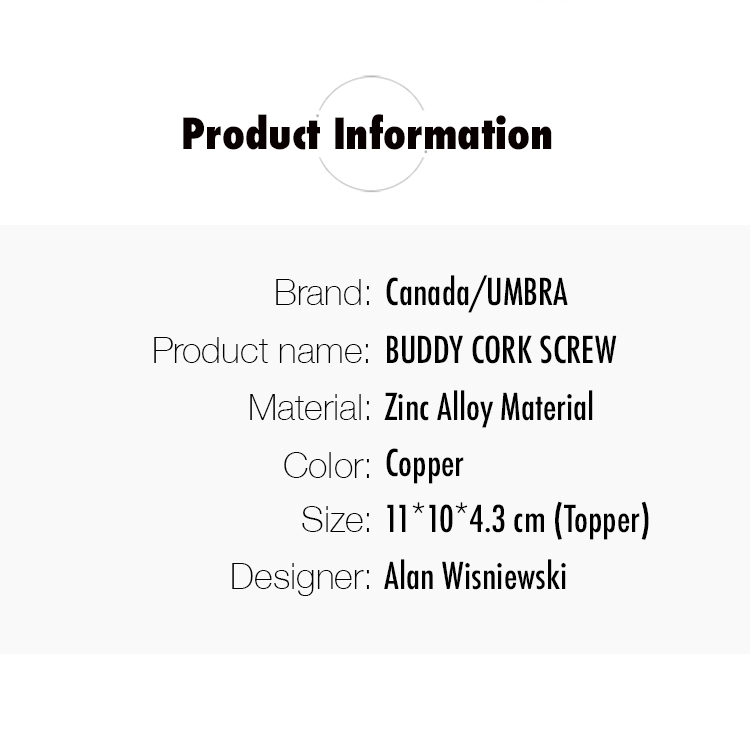 Product Information
Brand: Canada/UMBRA
Product name: BUDDY CORK SCREW
Material: Zinc Alloy Material
Color: Copper
Size: 11*10*4.3 cm (Topper)
Designer: Alan Wisniewski